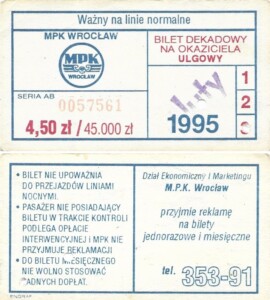 Ważny na linie normalne
MPK WROCŁAW
MPK
WROCŁAW
SERIA AB
0057561
4,50 zł / 45.000 zł
BILET DEKADOWY
NA OKAZICIELA
ULGOWY
luty
1995
1
2
3
• BILET NIE UPOWAŻNIA
DO PRZEJAZDÓW LINIAMI
NOCNYMI.
• PASAŻER NIE POSIADAJĄCY
BILETU W TRAKCIE KONTROLI
PODLEGA OPŁACIE
INTERWENCYJNEJ I MPK NIE
PRZYJMUJE REKLAMACJI
• DO BILETU MIESIĘCZNEGO
NIE WOLNO STOSOWAĆ
ŻADNYCH DOPŁAT.
Dział Ekonomiczny i Marketingu
M.P.K. Wrocław
przyjmie reklamę
na bilety
jednorazowe i miesięczne
tel. 353-91